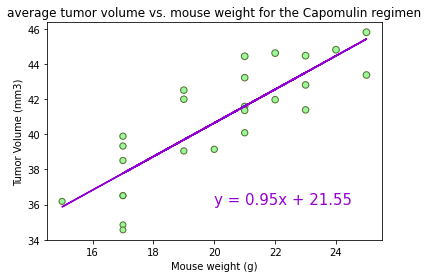 average tumor volume vs. mouse weight for the Capomulin regimen
46
44
42
40
38
36
34
Tumor Volume (mm3)
y = 0.95x + 21.55
16 18 20 22 24
Mouse weight (g)